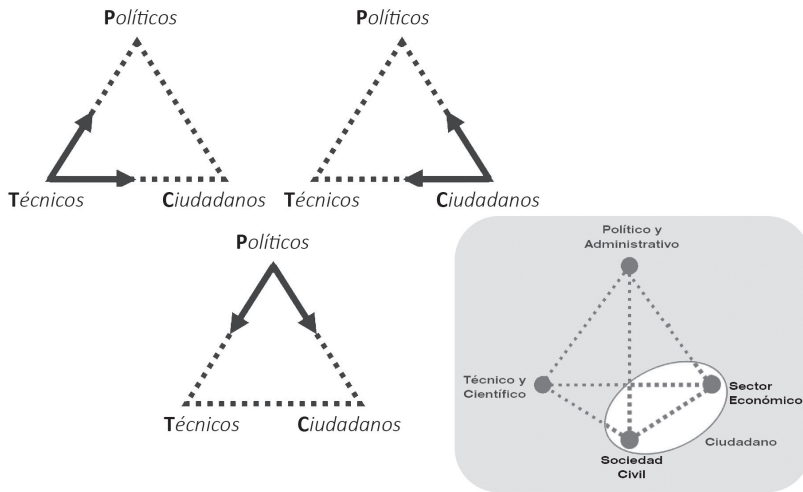 Políticos
Técnicos
Ciudadanos
Políticos
Técnicos
Ciudadanos
Políticos
Técnicos
Ciudadanos
Político y
Administrativo
Técnico y
Científico
Sector
Económico
Ciudadano
Sociedad
Civil